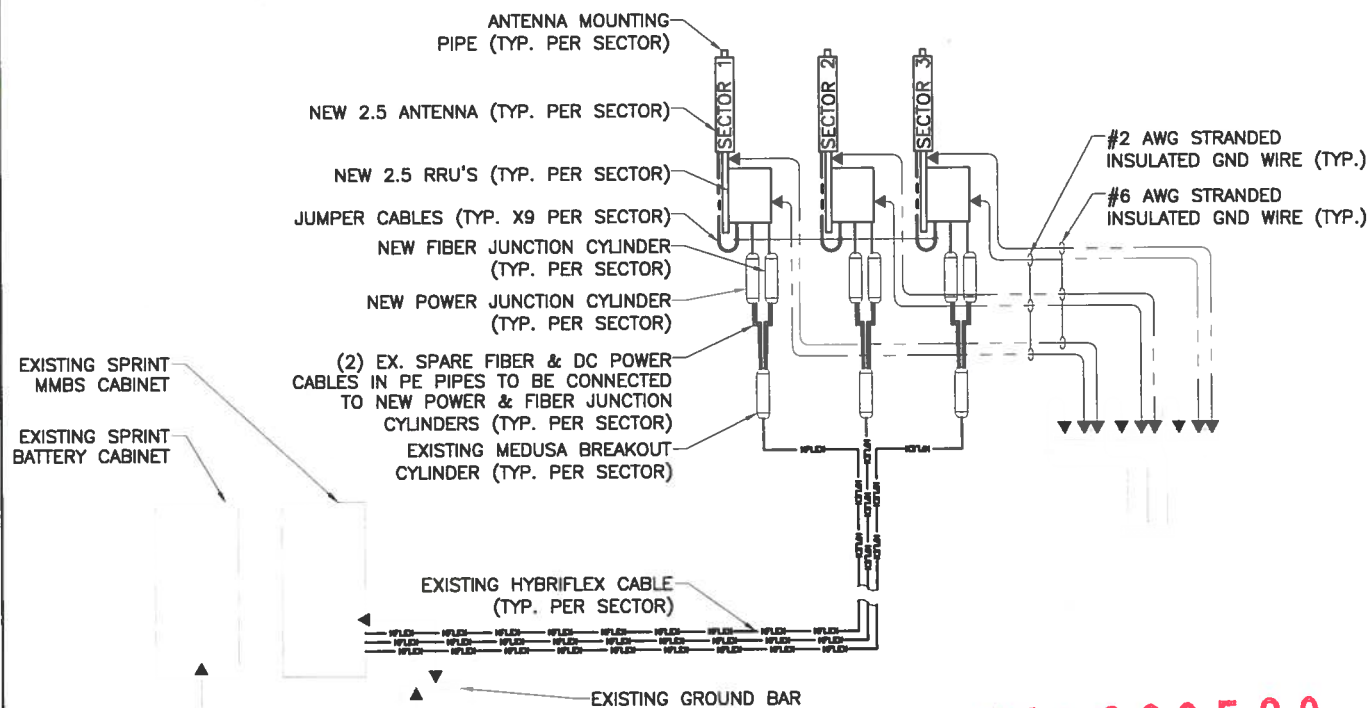 ANTENNA MOUNTING
PIPE (TYP. PER SECTOR)
SECTOR 1
SECTOR 2
SECTOR 3
NEW 2.5 ANTENNA (TYP. PER SECTOR)
#2 AWG STRANDED
INSULATED GND WIRE (TYP.)
NEW 2.5 RRU'S (TYP. PER SECTOR)
#6 AWG STRANDED
INSULATED GND WIRE (TYP.)
JUMPER CABLES (TYP. X9 PER SECTOR)
NEW FIBER JUNCTION CYLINDER
(TYP. PER SECTOR)
NEW POWER JUNCTION CYLINDER
(TYP. PER SECTOR)
(2) EX. SPARE FIBER & DC POWER
CABLES IN PE PIPES TO BE CONNECTED
TO NEW POWER & FIBER JUNCTION
CYLINDERS (TYP. PER SECTOR)
EXISTING SPRINT
MMBS CABINET
EXISTING SPRINT
BATTERY CABINET
EXISTING MEDUSA BREAKOUT
CYLINDER (TYP. PER SECTOR)
EXISTING HYBRIFLEX CABLE
(TYP. PER SECTOR)
EXISTING GROUND BAR